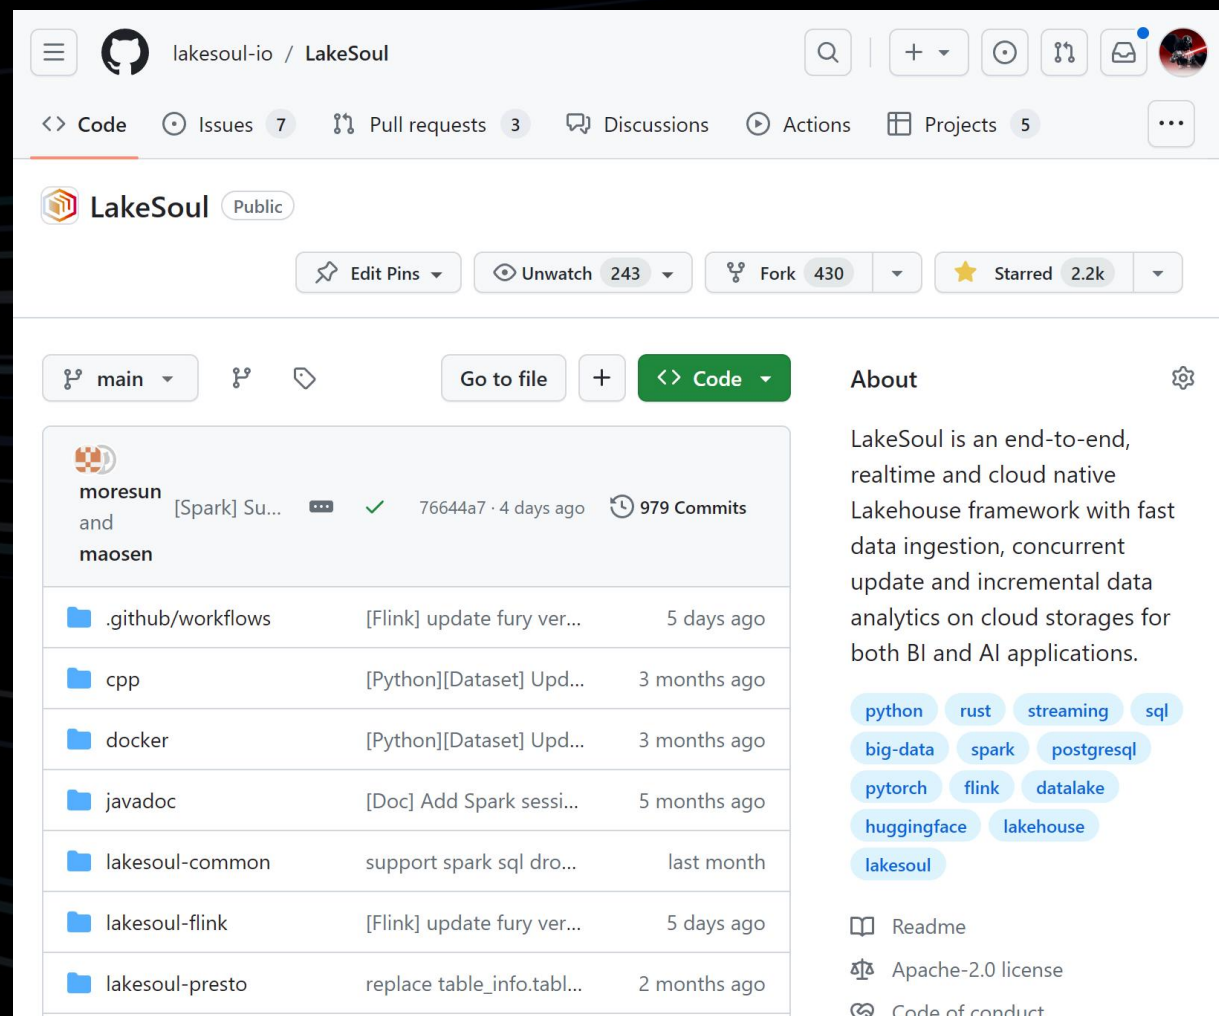 lakesoul-io / LakeSoul
Code Issues 7 Pull requests 3 Discussions Actions Projects 5
LakeSoul Public
Edit Pins Unwatch 243 Fork 430 Starred 2.2k
main Go to file + Code
moresun and maosen [Spark] Su... 76644a7 · 4 days ago 979 Commits
.github/workflows [Flink] update fury ver... 5 days ago
cpp [Python][Dataset] Upd... 3 months ago
docker [Python][Dataset] Upd... 3 months ago
javadoc [Doc] Add Spark sessi... 5 months ago
lakesoul-common support spark sql dro... last month
lakesoul-flink [Flink] update fury ver... 5 days ago
lakesoul-presto replace table_info.tabl... 2 months ago
About
LakeSoul is an end-to-end,
realtime and cloud native
Lakehouse framework with fast
data ingestion, concurrent
update and incremental data
analytics on cloud storages for
both BI and AI applications.
python rust streaming sql
big-data spark postgresql
pytorch flink datalake
huggingface lakehouse
lakesoul
Readme
Apache-2.0 license
Code of conduct